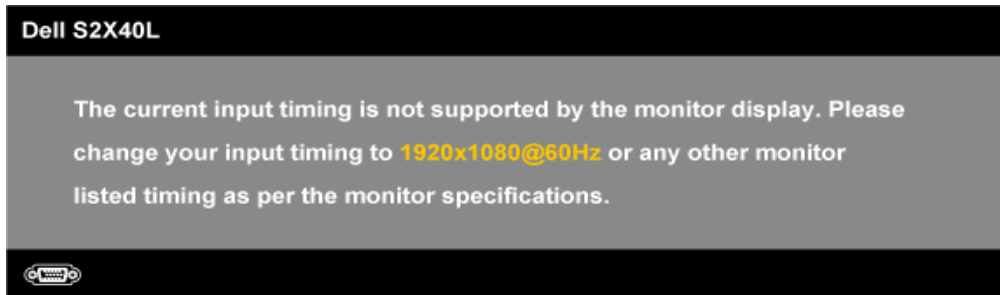 Dell S2X40L
The current input timing is not supported by the monitor display. Please
change your input timing to 1920x1080@60Hz or any other monitor
listed timing as per the monitor specifications.